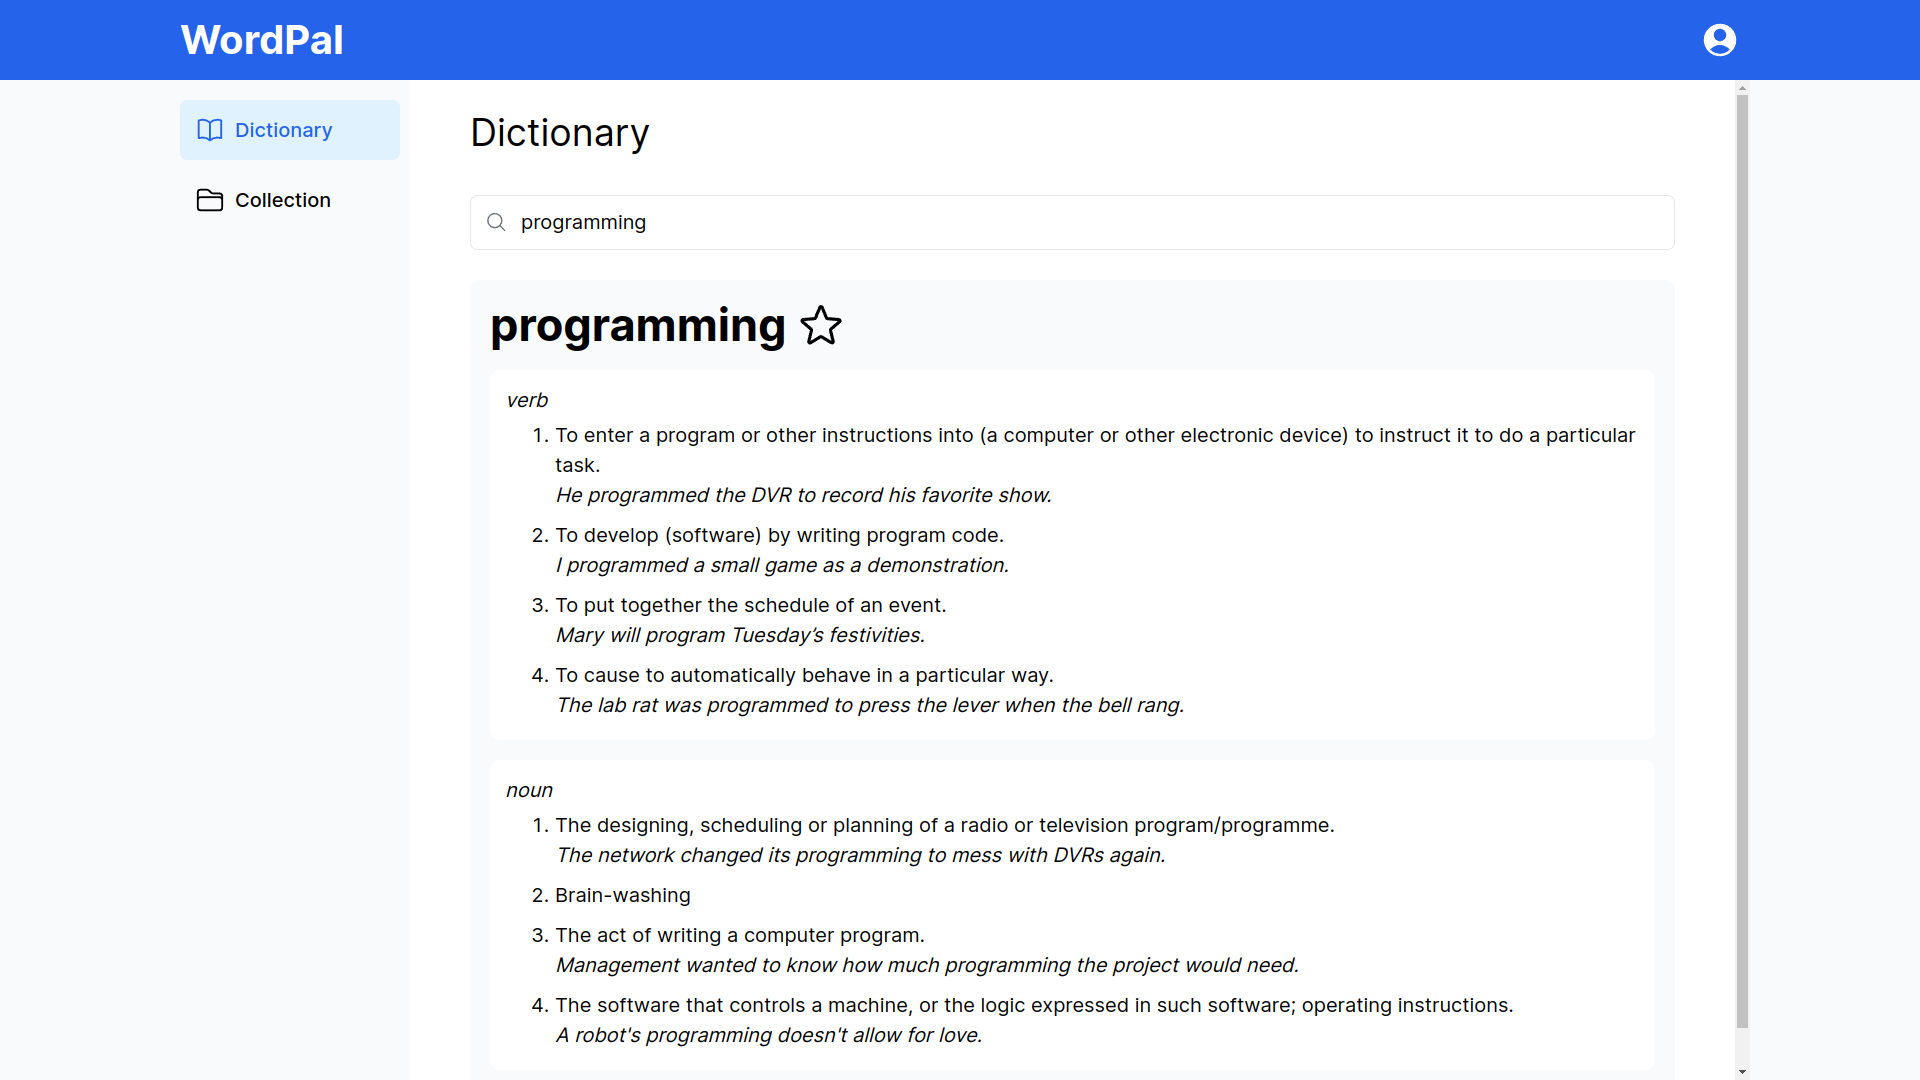 WordPal
Dictionary
Collection
Dictionary
programming
programming
verb
1. To enter a program or other instructions into (a computer or other electronic device) to instruct it to do a particular
task.
He programmed the DVR to record his favorite show.
2. To develop (software) by writing program code.
I programmed a small game as a demonstration.
3. To put together the schedule of an event.
Mary will program Tuesday’s festivities.
4. To cause to automatically behave in a particular way.
The lab rat was programmed to press the lever when the bell rang.
noun
1. The designing, scheduling or planning of a radio or television program/programme.
The network changed its programming to mess with DVRs again.
2. Brain-washing
3. The act of writing a computer program.
Management wanted to know how much programming the project would need.
4. The software that controls a machine, or the logic expressed in such software; operating instructions.
A robot's programming doesn't allow for love.